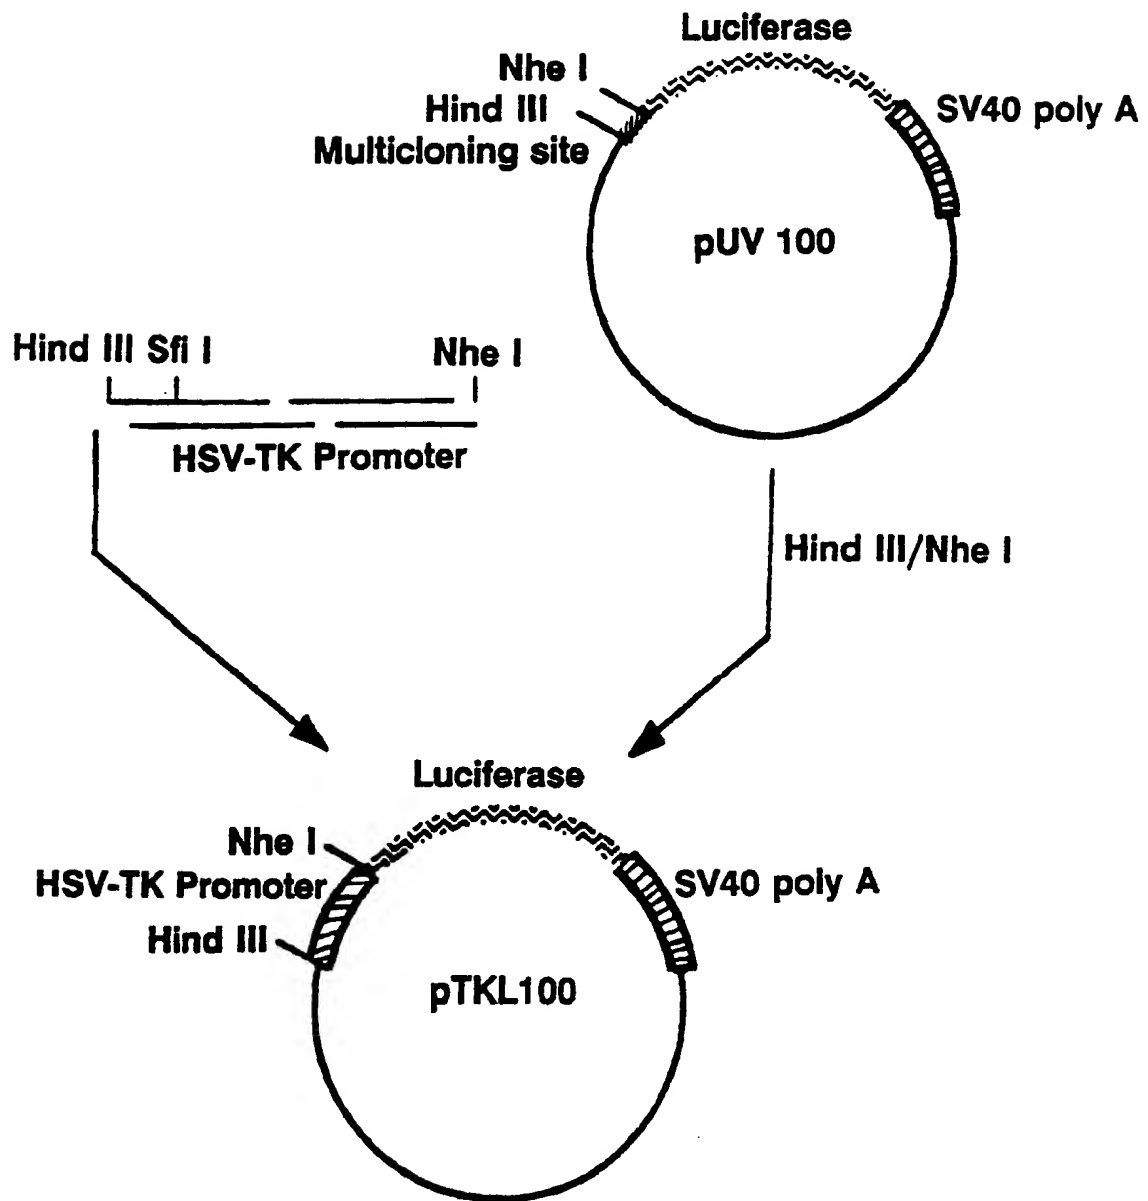 Luciferase
Nhe I
Hind III
Multicloning site
SV40 poly A
pUV 100
Hind III Sfi I
Nhe I
HSV-TK Promoter
Hind III/Nhe I
Luciferase
Nhe I
HSV-TK Promoter
Hind III
SV40 poly A
pTKL100